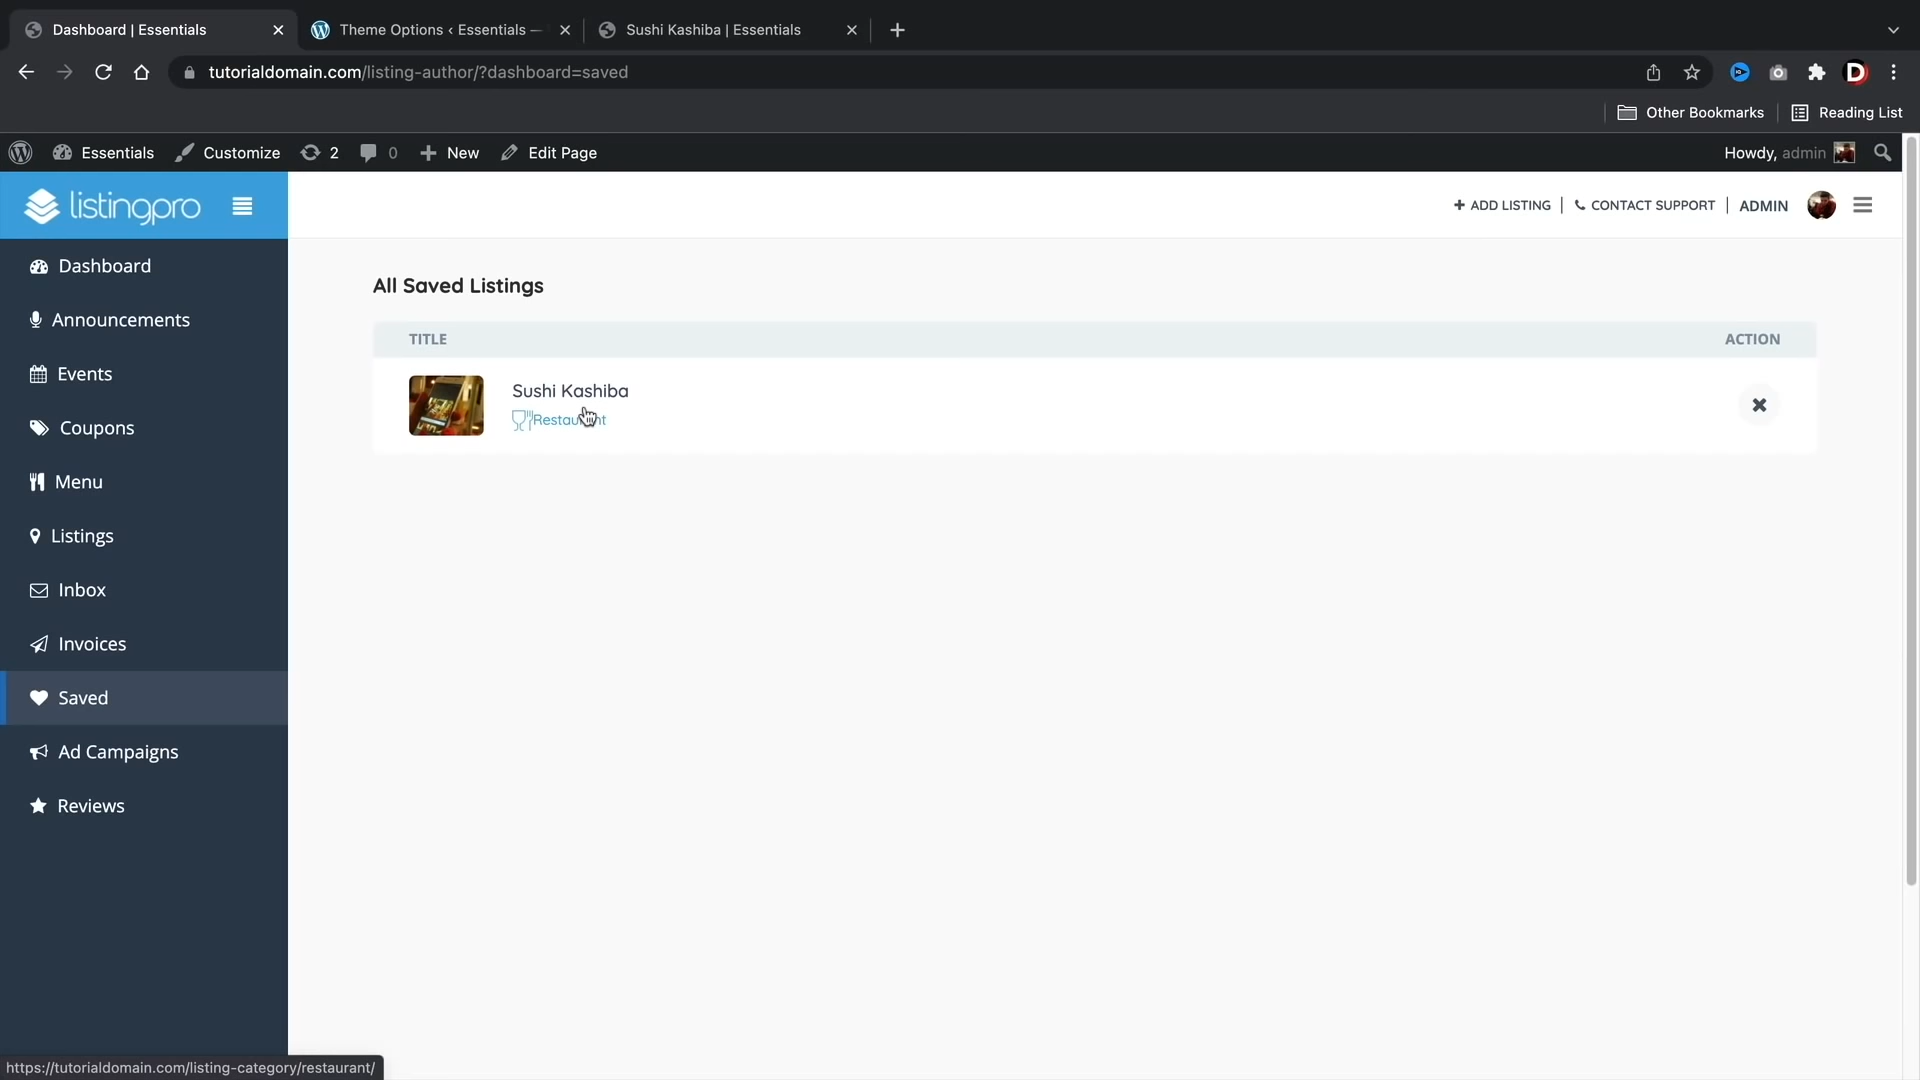 Dashboard | Essentials
Theme Options ‹ Essentials —
Sushi Kashiba | Essentials
tutorialdomain.com/listing-author/?dashboard=saved
Other Bookmarks
Reading List
Essentials
Customize
2
0
New
Edit Page
Howdy, admin
listingpro
ADD LISTING
CONTACT SUPPORT
ADMIN
Dashboard
Announcements
Events
Coupons
Menu
Listings
Inbox
Invoices
Saved
Ad Campaigns
Reviews
All Saved Listings
TITLE
ACTION
Sushi Kashiba
Restaurant
https://tutorialdomain.com/listing-category/restaurant/